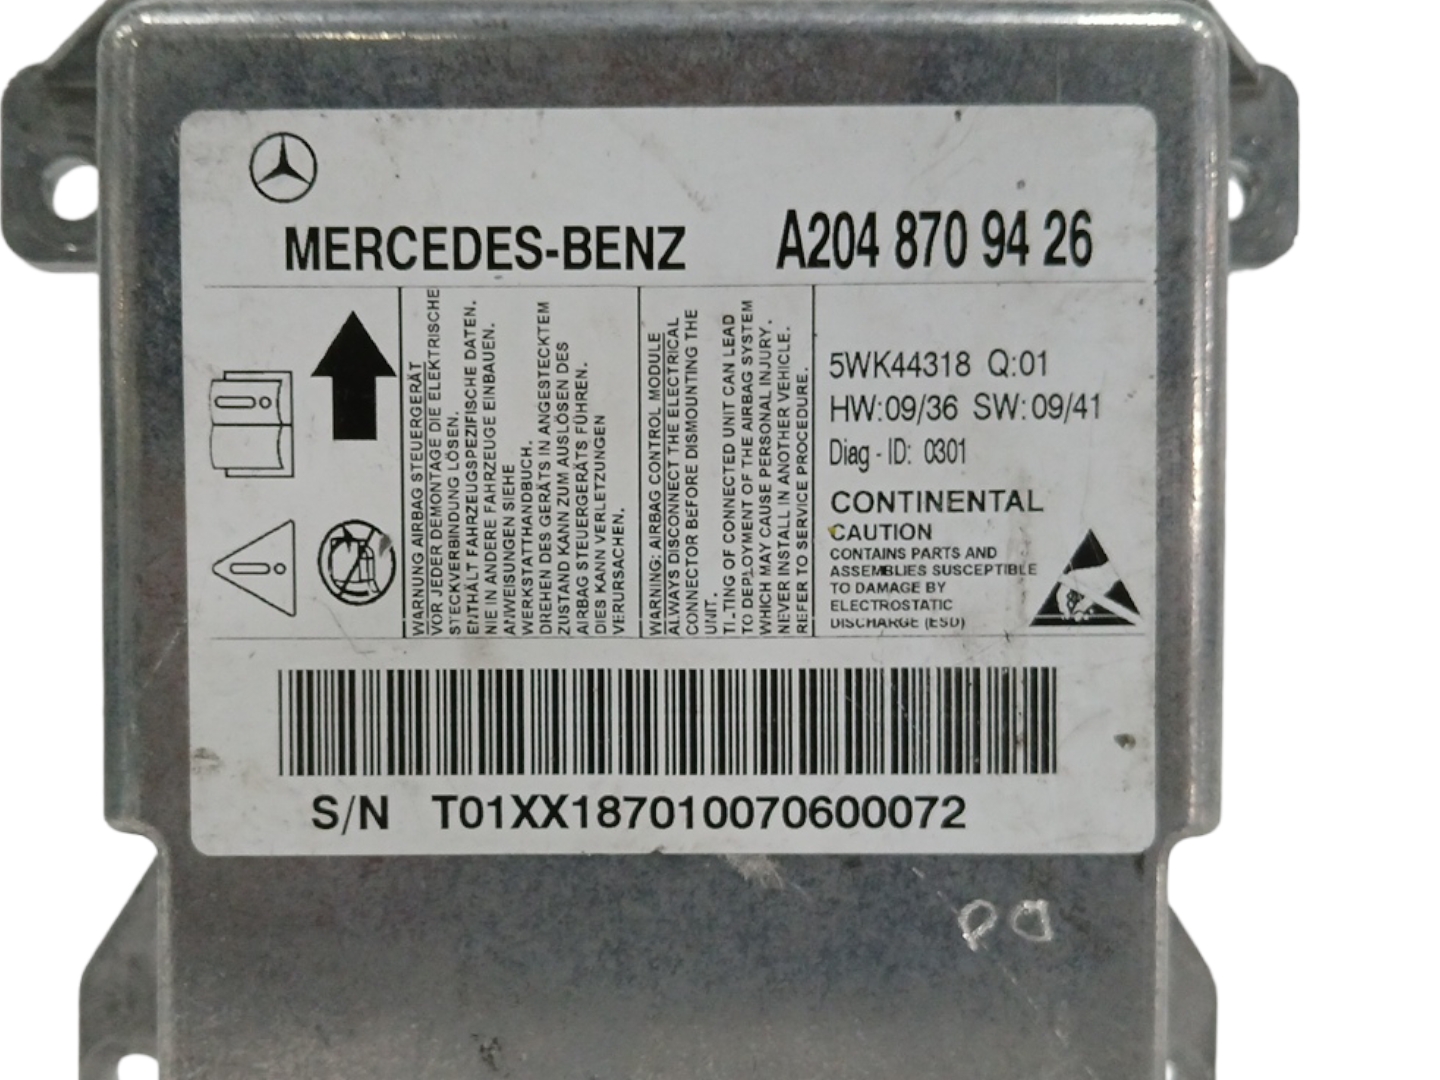 MERCEDES-BENZ A204 870 94 26
WARNUNG AIRBAG STEUERGERÄT
VOR JEDER DEMONTAGE DIE ELEKTRISCHE
STECKVERBINDUNG LÖSEN.
ENTHÄLT FAHRZEUGSPEZIFISCHE DATEN.
NIE IN ANDERE FAHRZEUGE EINBAUEN.
ANWEISUNGEN SIEHE
WERKSTATTHANDBUCH.
DREHEN DES GERÄTS IN ANGESTECKTEM
ZUSTAND KANN ZUM AUSLÖSEN DES
AIRBAG STEUERGERÄTS FÜHREN.
DIES KANN VERLETZUNGEN
VERURSACHEN.
WARNING: AIRBAG CONTROL MODULE
ALWAYS DISCONNECT THE ELECTRICAL
CONNECTOR BEFORE DISMOUNTING THE
UNIT.
TILTING OF CONNECTED UNIT CAN LEAD
TO DEPLOYMENT OF THE AIRBAG SYSTEM
WHICH MAY CAUSE PERSONAL INJURY.
NEVER INSTALL IN ANOTHER VEHICLE.
REFER TO SERVICE PROCEDURE.
5WK44318 Q:01
HW:09/36 SW:09/41
Diag - ID: 0301
CONTINENTAL
CAUTION
CONTAINS PARTS AND
ASSEMBLIES SUSCEPTIBLE
TO DAMAGE BY
ELECTROSTATIC
DISCHARGE (ESD)
S/N T01XX187010070600072